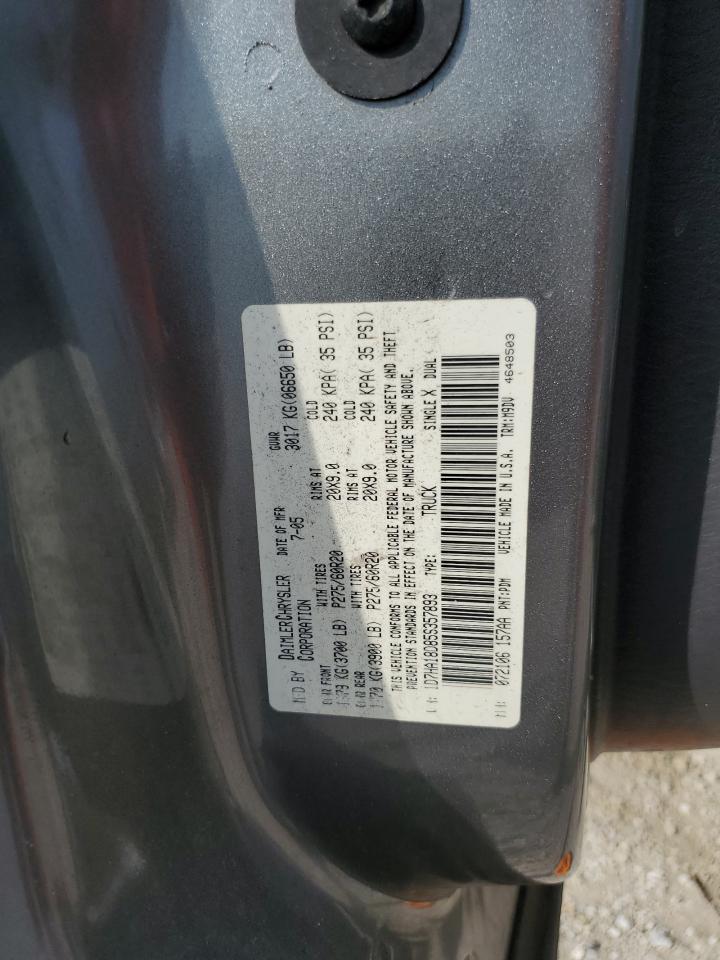 MFD BY DAIMLERCHRYSLER CORPORATION DATE OF MFR 7-05 GVWR 3017 KG(06650 LB)
FRONT WITH TIRES RIMS AT COLD
KG(3700 LB) P275/60R20 20X9.0 240 KPA( 35 PSI)
REAR WITH TIRES RIMS AT COLD
KG(3900 LB) P275/60R20 20X9.0 240 KPA( 35 PSI)
THIS VEHICLE CONFORMS TO ALL APPLICABLE FEDERAL MOTOR VEHICLE SAFETY AND THEFT
PREVENTION STANDARDS IN EFFECT ON THE DATE OF MANUFACTURE SHOWN ABOVE.
1D7HA18D85S357893 TYPE: TRUCK SINGLE X DUAL
072106 157AA PNT:PDM VEHICLE MADE IN U.S.A. TRM:M9DV 4648503